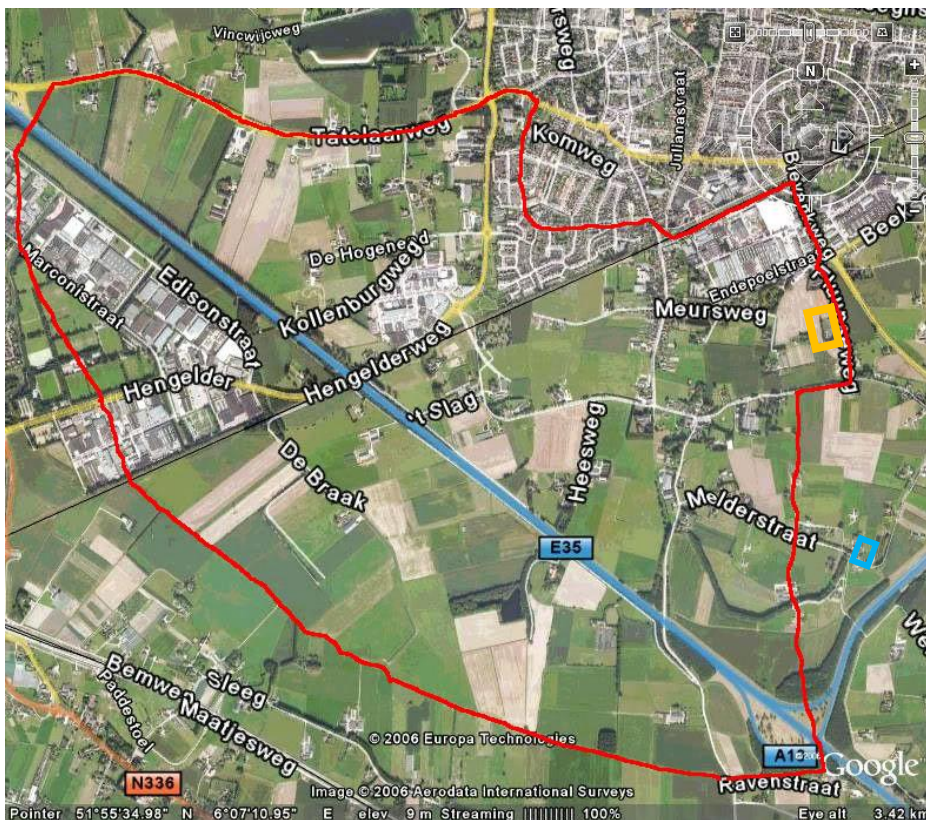 Vincwijcweg
Tatelaarweg
Komweg
Julianastraat
N
Beek
Endepoelstraat
De Hogeneald
Kollenburgweg
Edisonstraat
Marconistraat
Hengelder
Hengelderweg
Meursweg
't Slag
Heesweg
De Braak
Melderstraat
E35
Sleeg
Bemweg
Maatjesweg
Paddestoel
N336
© 2006 Europa Technologies
Image © 2006 Aerodata International Surveys
Ravenstraat
Google
Pointer 51°55'34.98" N 6°07'10.95" E elev 9 m Streaming |||||||||| 100% Eye alt 3.42 km